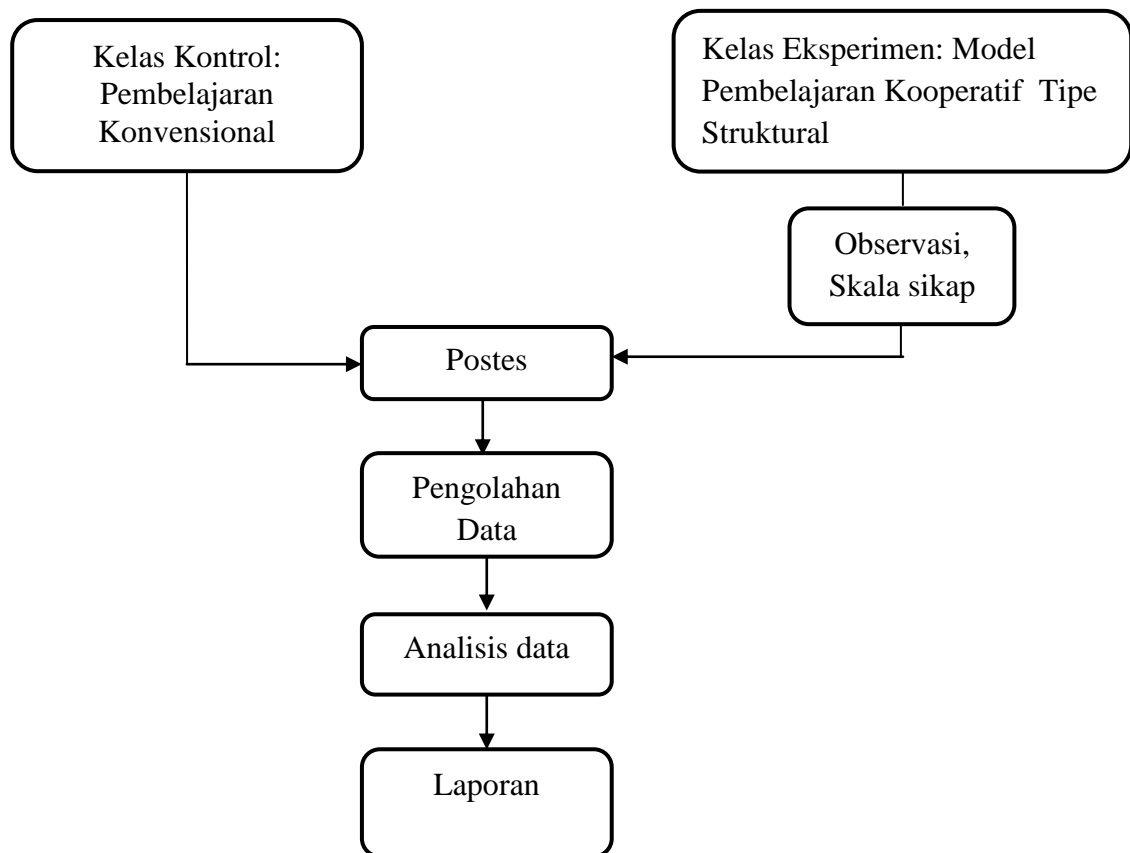 Kelas Kontrol:
Pembelajaran
Konvensional
Kelas Eksperimen: Model
Pembelajaran Kooperatif Tipe
Struktural
Observasi,
Skala sikap
Postes
Pengolahan
Data
Analisis data
Laporan